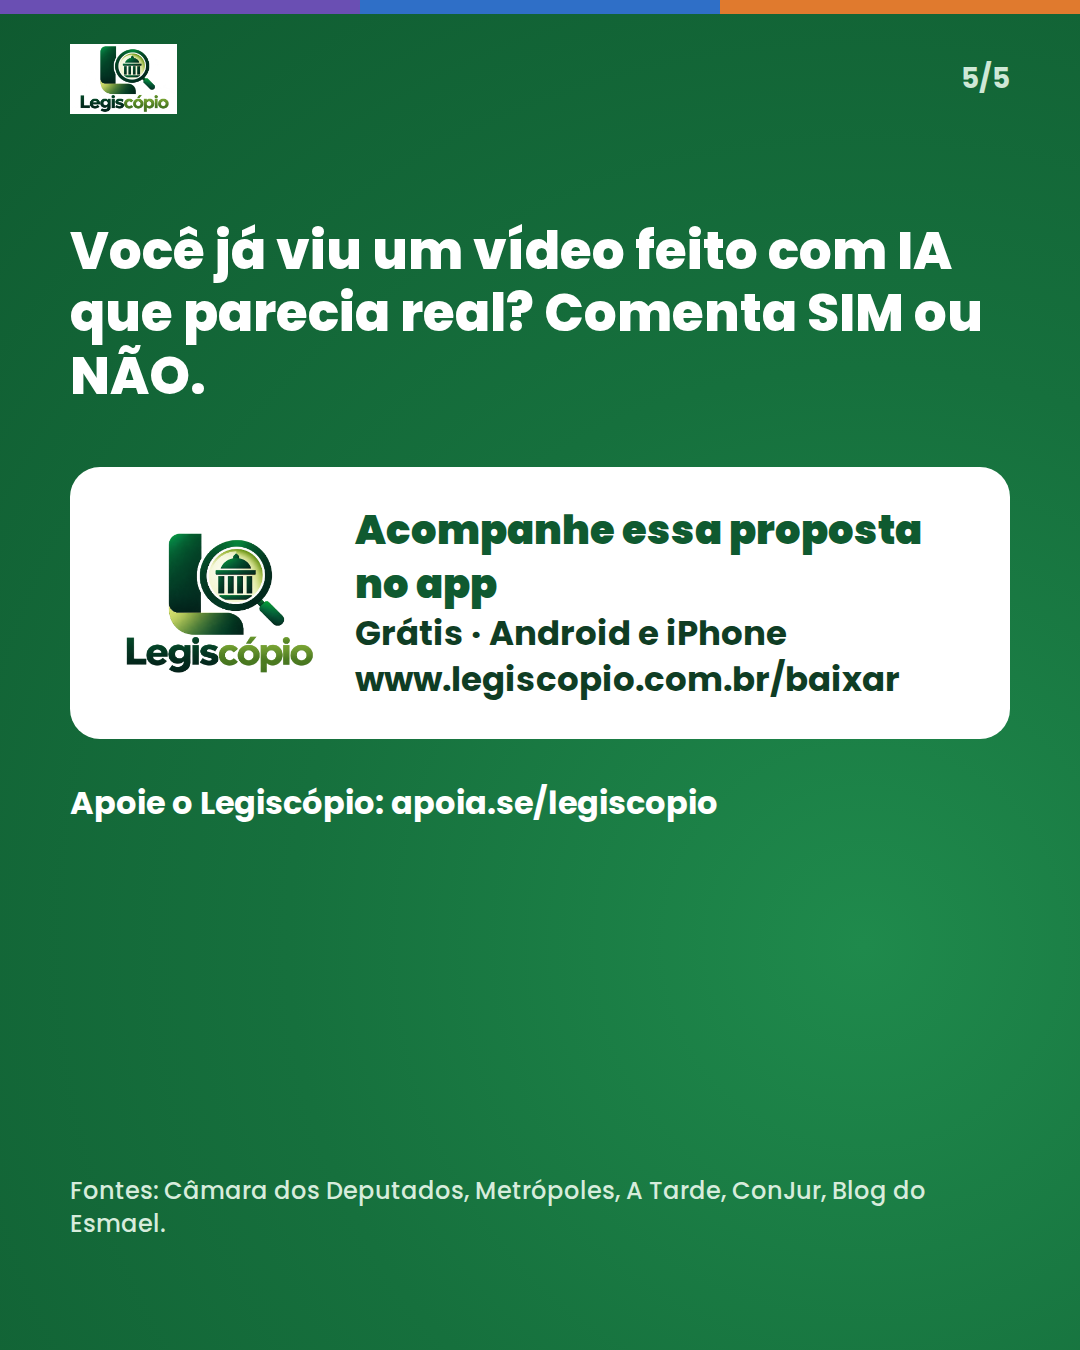 Legiscópio
5/5
Você já viu um vídeo feito com IA
que parecia real? Comenta SIM ou
NÃO.
Legiscópio
Acompanhe essa proposta
no app
Grátis • Android e iPhone
www.legiscopio.com.br/baixar
Apoie o Legiscópio: apoia.se/legiscopio
Fontes: Câmara dos Deputados, Metrópoles, A Tarde, ConJur, Blog do
Esmael.